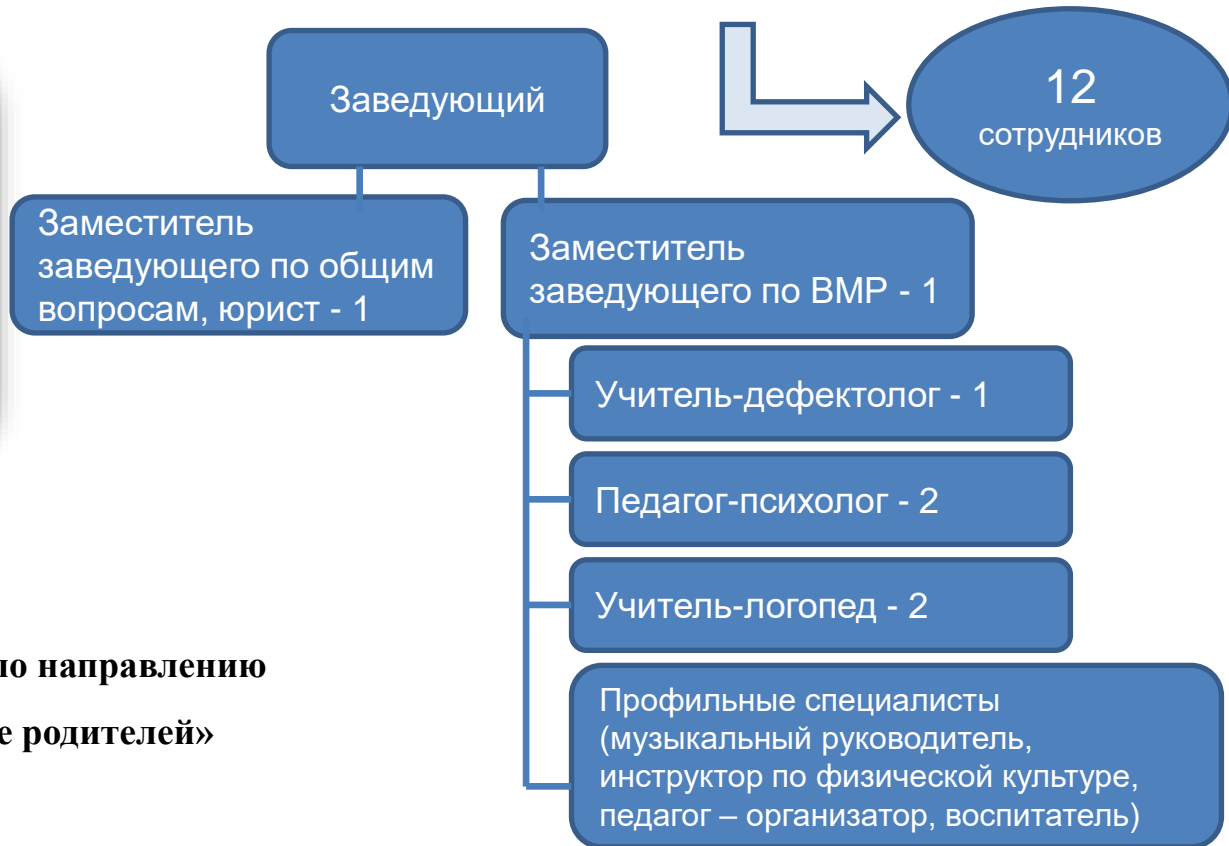 Заведующий
12
сотрудников
Заместитель
заведующего по общим
вопросам, юрист - 1
Заместитель
заведующего по ВМР - 1
Учитель-дефектолог - 1
Педагог-психолог - 2
Учитель-логопед - 2
Профильные специалисты
(музыкальный руководитель,
инструктор по физической культуре,
педагог – организатор, воспитатель)
по направлению
е родителей»